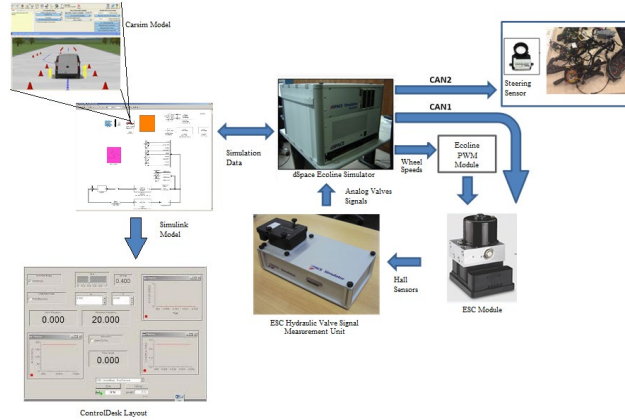 Carsim Model
CAN2
Steering
Sensor
CAN1
Simulation
Data
dSpace Ecoline Simulator
Wheel
Speeds
Ecoline
PWM
Module
Analog Valves
Signals
Simulink
Model
Hall
Sensors
ESC Module
ESC Hydraulic Valve Signal
Measurement Unit
0.400
0.000
20.000
0.000
ControlDesk Layout